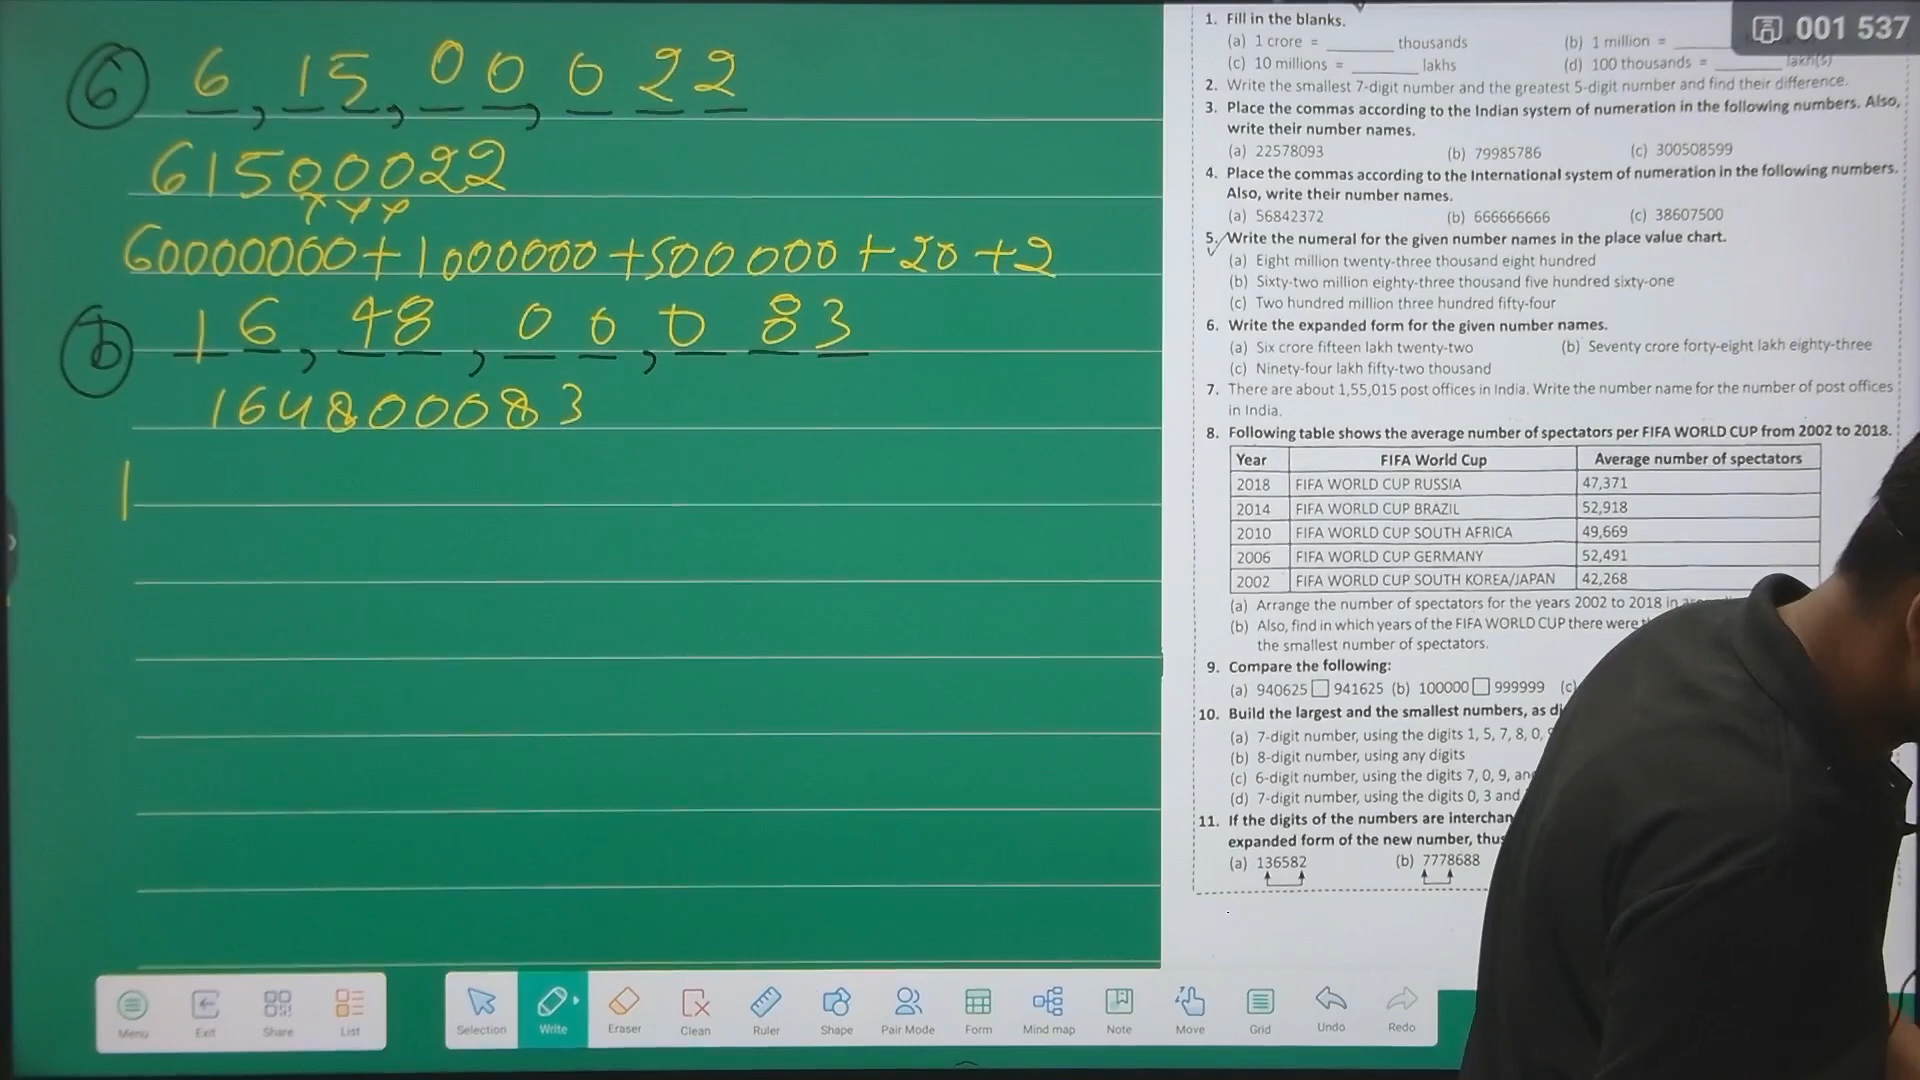 6 6,15,00,022
61500022
60000000+1000000+500000+20+2
b 16,48,00,083
164800083
1
001 537
1. Fill in the blanks.
(a) 1 crore = ________ thousands (b) 1 million = ________
(c) 10 millions = ________ lakhs (d) 100 thousands = ________ lakh(s)
2. Write the smallest 7-digit number and the greatest 5-digit number and find their difference.
3. Place the commas according to the Indian system of numeration in the following numbers. Also,
write their number names.
(a) 22578093 (b) 79985786 (c) 300508599
4. Place the commas according to the International system of numeration in the following numbers.
Also, write their number names.
(a) 56842372 (b) 666666666 (c) 38607500
5. Write the numeral for the given number names in the place value chart.
(a) Eight million twenty-three thousand eight hundred
(b) Sixty-two million eighty-three thousand five hundred sixty-one
(c) Two hundred million three hundred fifty-four
6. Write the expanded form for the given number names.
(a) Six crore fifteen lakh twenty-two (b) Seventy crore forty-eight lakh eighty-three
(c) Ninety-four lakh fifty-two thousand
7. There are about 1,55,015 post offices in India. Write the number name for the number of post offices
in India.
8. Following table shows the average number of spectators per FIFA WORLD CUP from 2002 to 2018.
Year FIFA World Cup Average number of spectators
2018 FIFA WORLD CUP RUSSIA 47,371
2014 FIFA WORLD CUP BRAZIL 52,918
2010 FIFA WORLD CUP SOUTH AFRICA 49,669
2006 FIFA WORLD CUP GERMANY 52,491
2002 FIFA WORLD CUP SOUTH KOREA/JAPAN 42,268
(a) Arrange the number of spectators for the years 2002 to 2018 in
(b) Also, find in which years of the FIFA WORLD CUP there were
the smallest number of spectators.
9. Compare the following:
(a) 940625 □ 941625 (b) 100000 □ 999999 (c)
10. Build the largest and the smallest numbers, as
(a) 7-digit number, using the digits 1, 5, 7, 8, 0,
(b) 8-digit number, using any digits
(c) 6-digit number, using the digits 7, 0, 9,
(d) 7-digit number, using the digits 0, 3 and
11. If the digits of the numbers are
expanded form of the new number,
(a) 136582 (b) 7778688
Menu Exit Share List Selection Write Eraser Clean Ruler Shape Pair Mode Form Mind map Note Move Grid Undo Redo